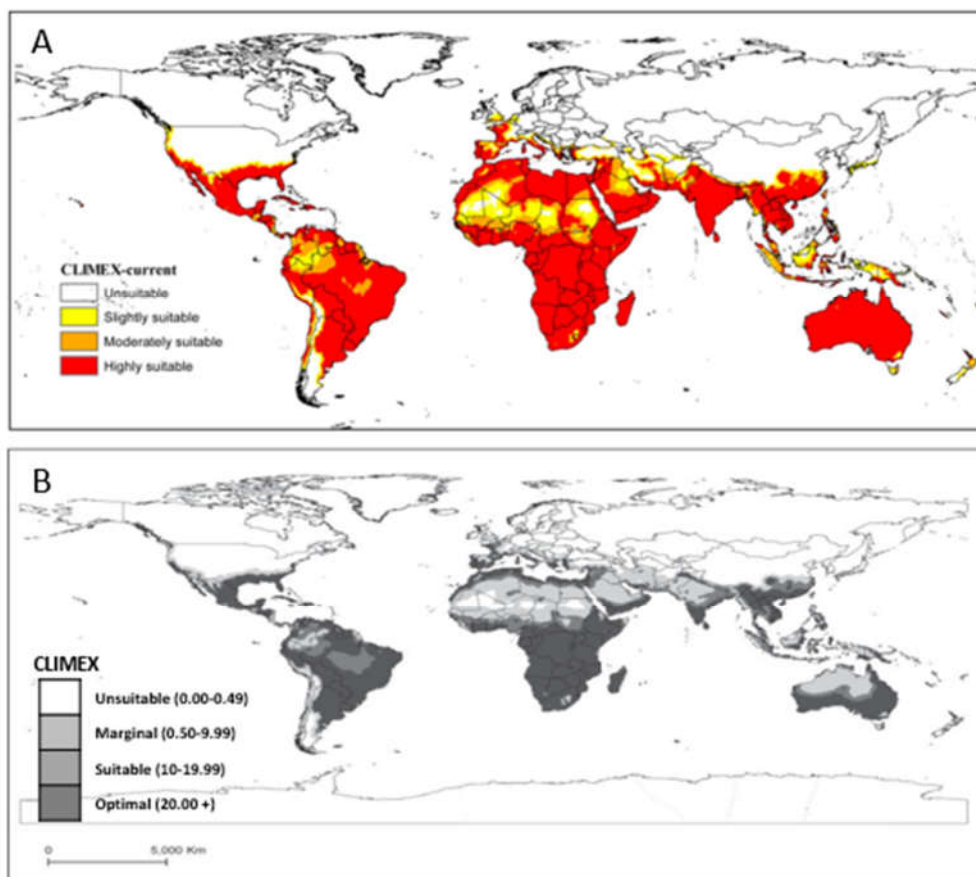 A
CLIMEX-current
Unsuitable
Slightly suitable
Moderately suitable
Highly suitable
B
CLIMEX
Unsuitable (0.00-0.49)
Marginal (0.50-9.99)
Suitable (10-19.99)
Optimal (20.00 +)
0 5,000 Km